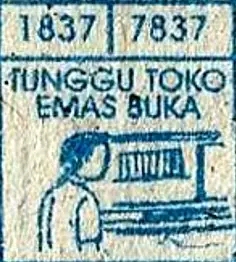 1837 7837
TUNGGU TOKO
EMAS BUKA